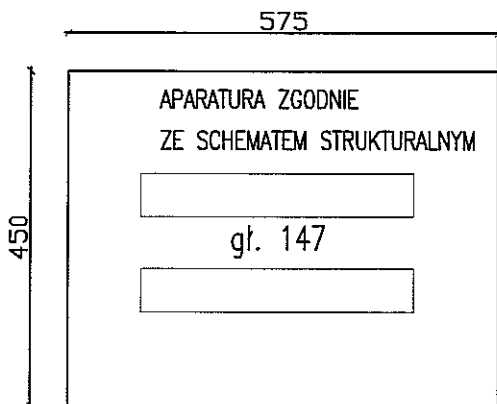 575
APARATURA ZGODNIE
ZE SCHEMATEM STRUKTURALNYM
450
gł. 147